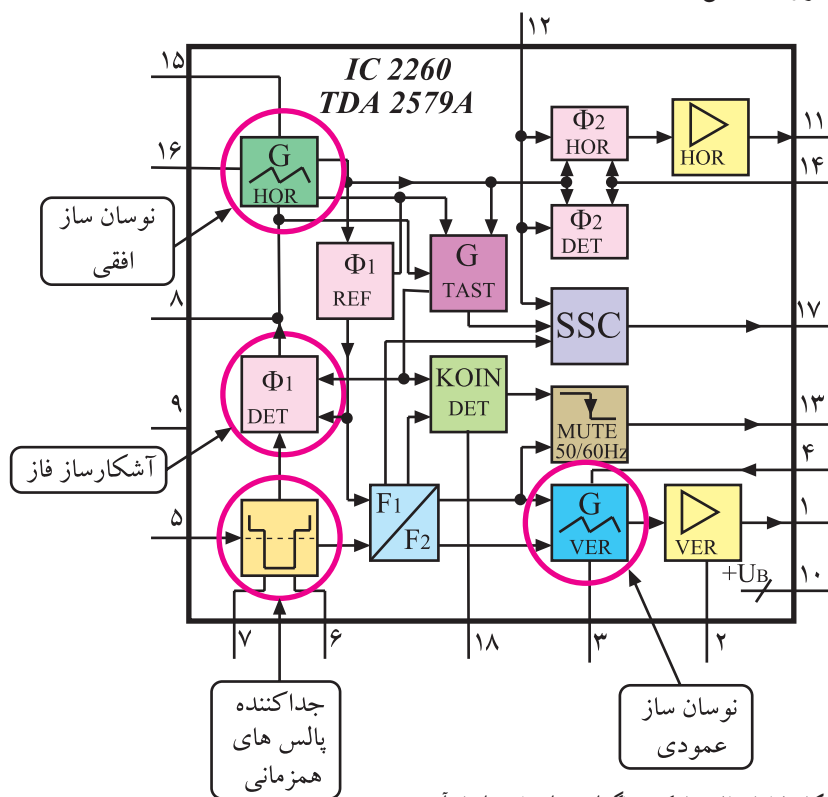 ۱۲
۱۵
IC 2260
TDA 2579A
۱۶
G
HOR
Φ2
HOR
HOR
۱۱
۱۴
نوسان ساز
افقی
Φ1
REF
G
TAST
Φ2
DET
۸
SSC
۱۷
Φ1
DET
KOIN
DET
MUTE
50/60Hz
۱۳
۹
آشکارساز فاز
۴
۵
F1
F2
G
VER
VER
۱
+UB
۱۰
۷
۶
۱۸
۳
۲
جداکننده
پالس های
همزمانی
نوسان ساز
عمودی